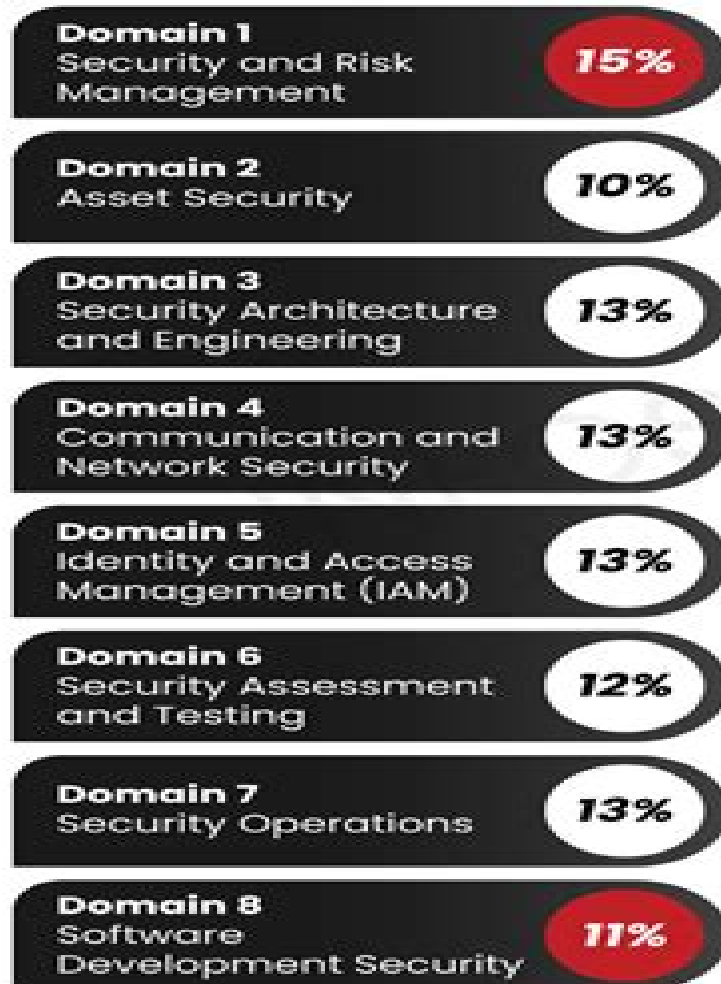 Domain 1
Security and Risk
Management
15%
Domain 2
Asset Security
10%
Domain 3
Security Architecture
and Engineering
13%
Domain 4
Communication and
Network Security
13%
Domain 5
Identity and Access
Management (IAM)
13%
Domain 6
Security Assessment
and Testing
12%
Domain 7
Security Operations
13%
Domain 8
Software
Development Security
11%